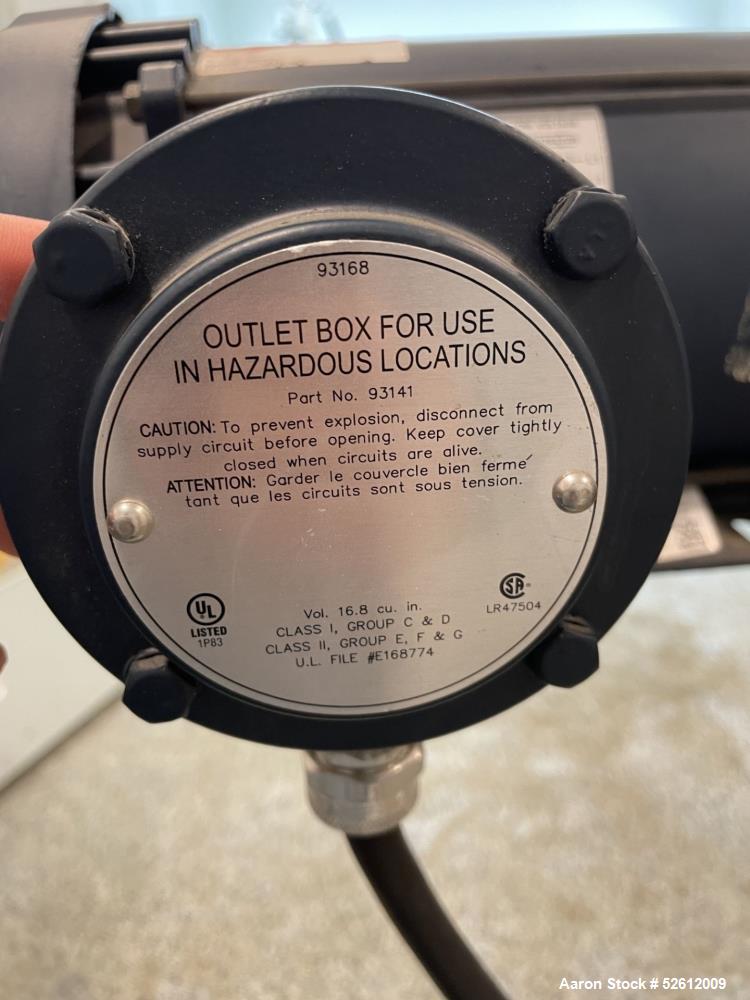 93168
OUTLET BOX FOR USE
IN HAZARDOUS LOCATIONS
Part No. 93141
CAUTION: To prevent explosion, disconnect from
supply circuit before opening. Keep cover tightly
closed when circuits are alive.
ATTENTION: Garder le couvercle bien fermé
tant que les circuits sont sous tension.
UL
LISTED
1P83
Vol. 16.8 cu. in.
CLASS I, GROUP C & D
CLASS II, GROUP E, F & G
U.L. FILE #E168774
SA
LR47504
Aaron Stock # 52612009